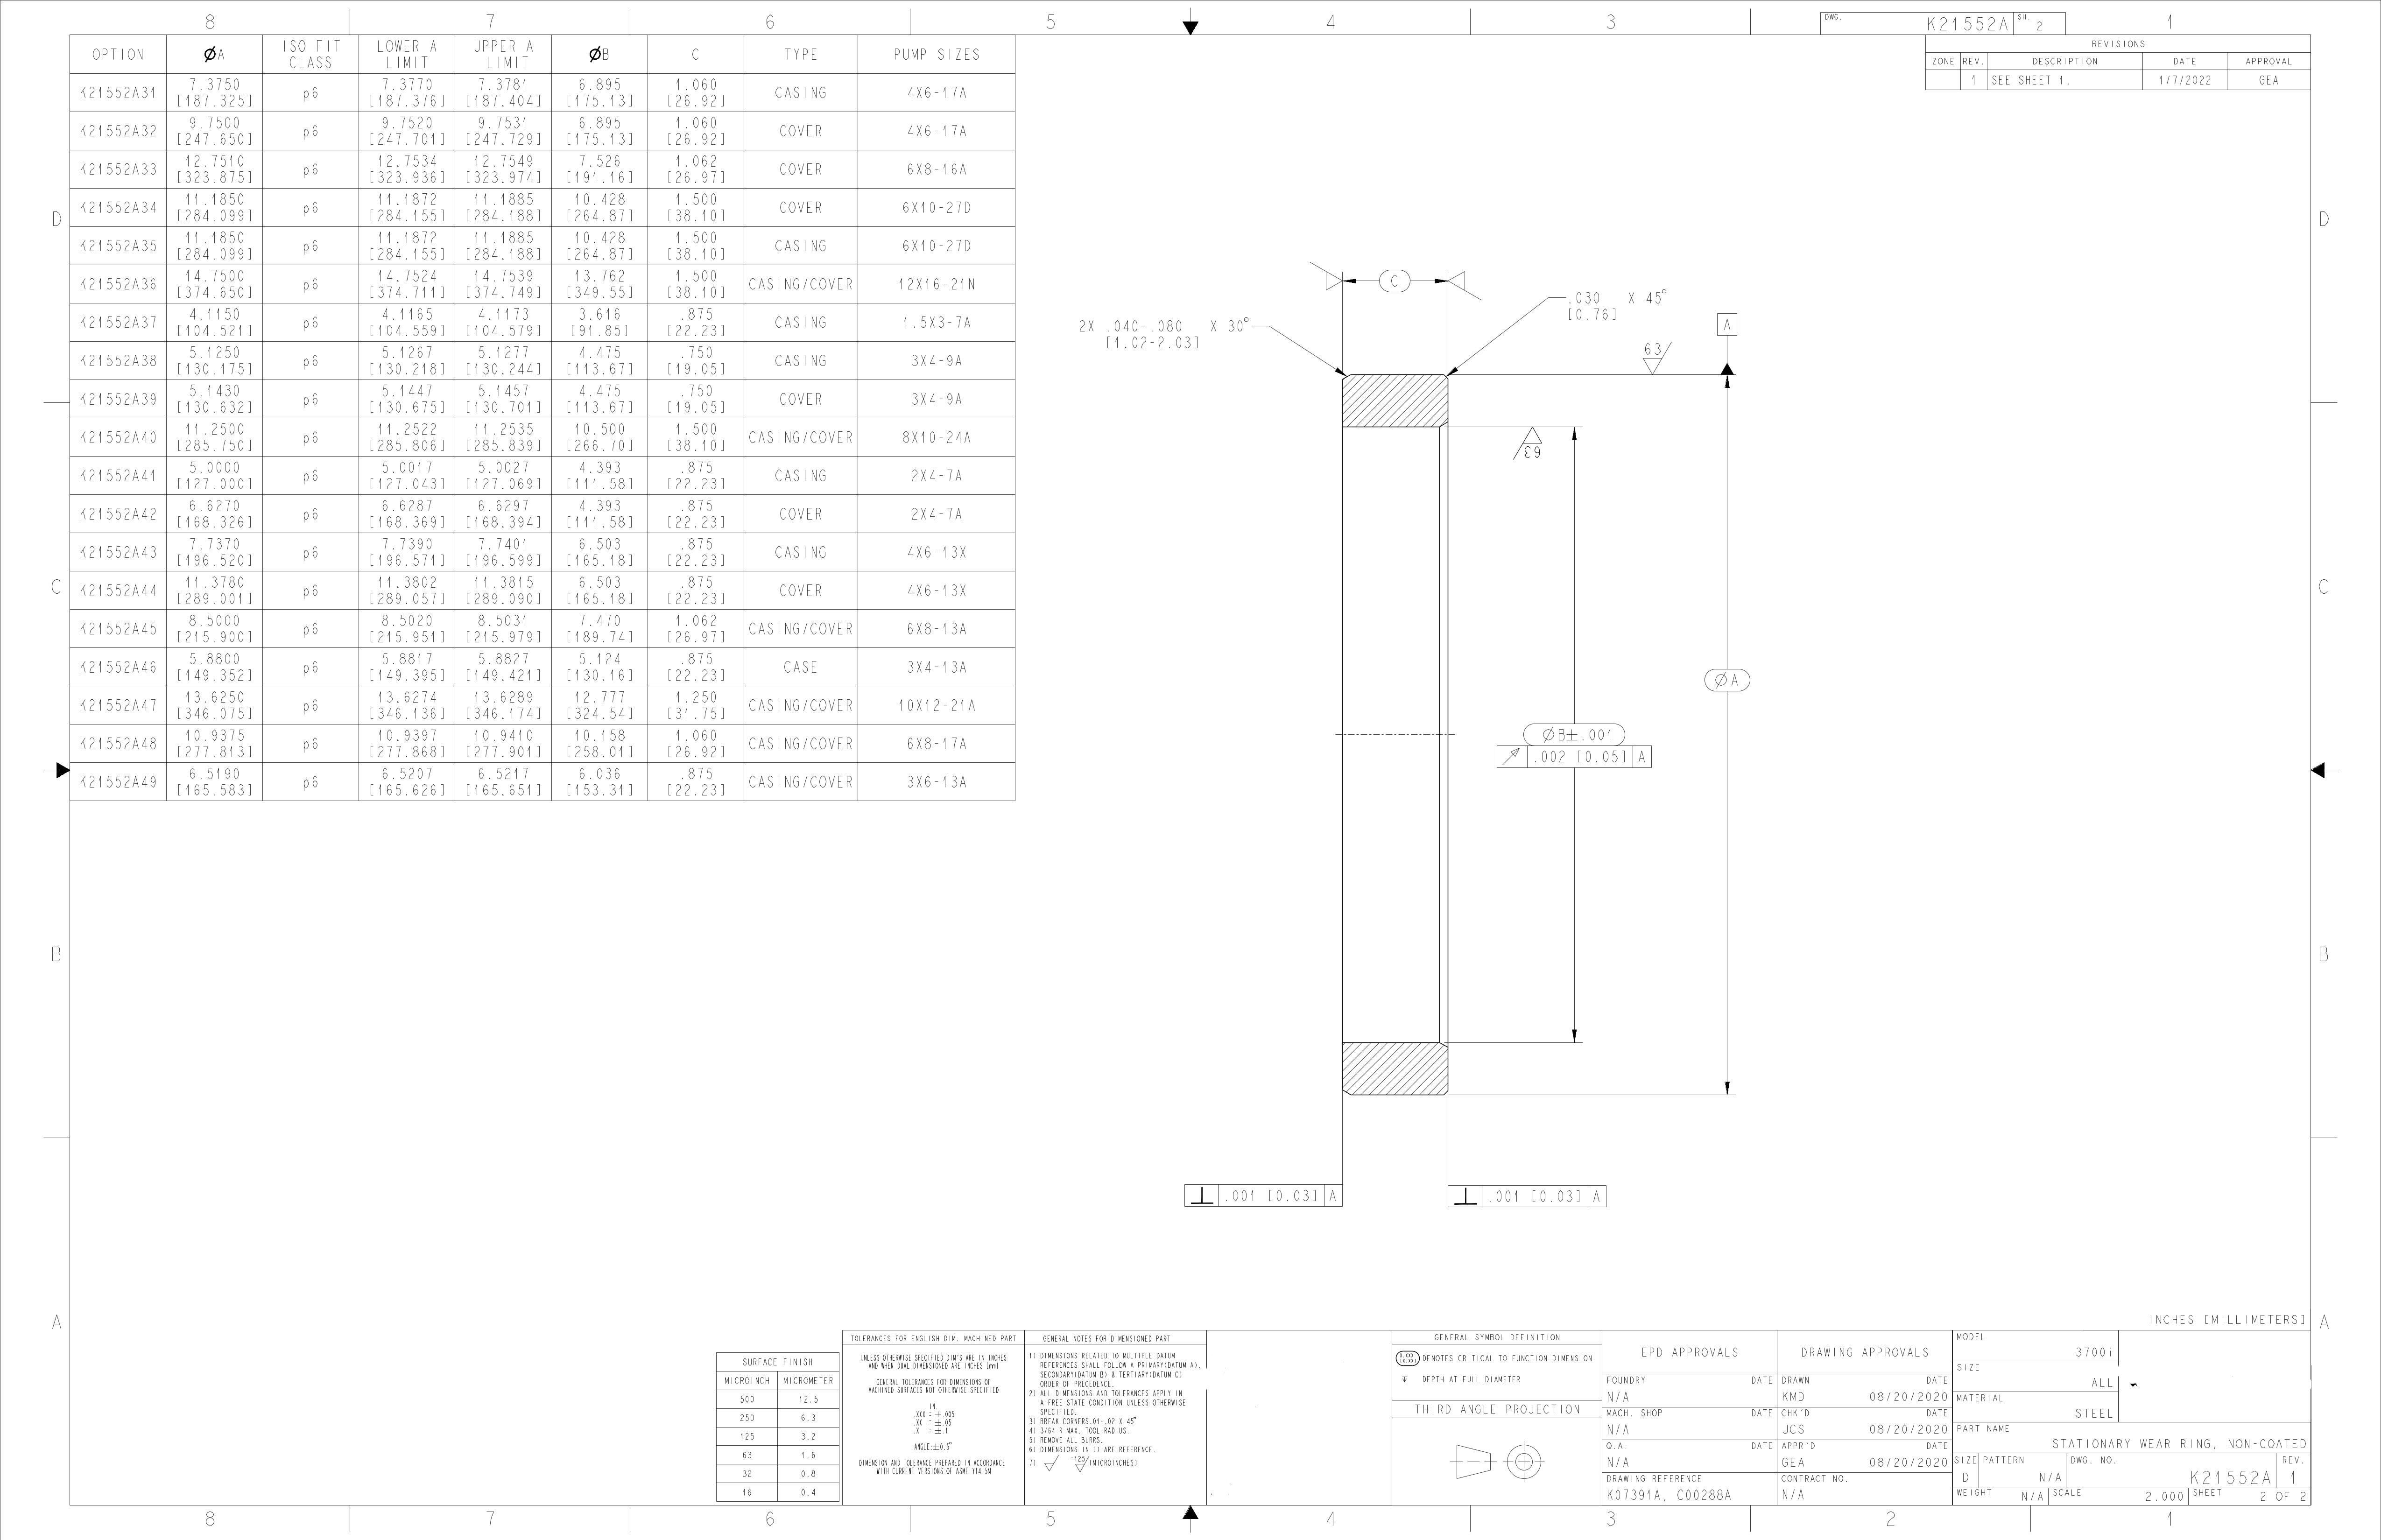 8 7 6 5 4 3 1
DWG. K21552A SH. 2
REVISIONS
ZONE REV. DESCRIPTION DATE APPROVAL
1 SEE SHEET 1. 1/7/2022 GEA
OPTION ØA ISO FIT CLASS LOWER A LIMIT UPPER A LIMIT ØB C TYPE PUMP SIZES
K21552A31 7.3750 [187.325] p6 7.3770 [187.376] 7.3781 [187.404] 6.895 [175.13] 1.060 [26.92] CASING 4X6-17A
K21552A32 9.7500 [247.650] p6 9.7520 [247.701] 9.7531 [247.729] 6.895 [175.13] 1.060 [26.92] COVER 4X6-17A
K21552A33 12.7510 [323.875] p6 12.7534 [323.936] 12.7549 [323.974] 7.526 [191.16] 1.062 [26.97] COVER 6X8-16A
K21552A34 11.1850 [284.099] p6 11.1872 [284.155] 11.1885 [284.188] 10.428 [264.87] 1.500 [38.10] COVER 6X10-27D
K21552A35 11.1850 [284.099] p6 11.1872 [284.155] 11.1885 [284.188] 10.428 [264.87] 1.500 [38.10] CASING 6X10-27D
K21552A36 14.7500 [374.650] p6 14.7524 [374.711] 14.7539 [374.749] 13.762 [349.55] 1.500 [38.10] CASING/COVER 12X16-21N
K21552A37 4.1150 [104.521] p6 4.1165 [104.559] 4.1173 [104.579] 3.616 [91.85] .875 [22.23] CASING 1.5X3-7A
K21552A38 5.1250 [130.175] p6 5.1267 [130.218] 5.1277 [130.244] 4.475 [113.67] .750 [19.05] CASING 3X4-9A
K21552A39 5.1430 [130.632] p6 5.1447 [130.675] 5.1457 [130.701] 4.475 [113.67] .750 [19.05] COVER 3X4-9A
K21552A40 11.2500 [285.750] p6 11.2522 [285.806] 11.2535 [285.839] 10.500 [266.70] 1.500 [38.10] CASING/COVER 8X10-24A
K21552A41 5.0000 [127.000] p6 5.0017 [127.043] 5.0027 [127.069] 4.393 [111.58] .875 [22.23] CASING 2X4-7A
K21552A42 6.6270 [168.326] p6 6.6287 [168.369] 6.6297 [168.394] 4.393 [111.58] .875 [22.23] COVER 2X4-7A
K21552A43 7.7370 [196.520] p6 7.7390 [196.571] 7.7401 [196.599] 6.503 [165.18] .875 [22.23] CASING 4X6-13X
K21552A44 11.3780 [289.001] p6 11.3802 [289.057] 11.3815 [289.090] 6.503 [165.18] .875 [22.23] COVER 4X6-13X
K21552A45 8.5000 [215.900] p6 8.5020 [215.951] 8.5031 [215.979] 7.470 [189.74] 1.062 [26.97] CASING/COVER 6X8-13A
K21552A46 5.8800 [149.352] p6 5.8817 [149.395] 5.8827 [149.421] 5.124 [130.16] .875 [22.23] CASE 3X4-13A
K21552A47 13.6250 [346.075] p6 13.6274 [346.136] 13.6289 [346.174] 12.777 [324.54] 1.250 [31.75] CASING/COVER 10X12-21A
K21552A48 10.9375 [277.813] p6 10.9397 [277.868] 10.9410 [277.901] 10.158 [258.01] 1.060 [26.92] CASING/COVER 6X8-17A
K21552A49 6.5190 [165.583] p6 6.5207 [165.626] 6.5217 [165.651] 6.036 [153.31] .875 [22.23] CASING/COVER 3X6-13A
D D
C C
B B
A A
C
2X .040-.080 X 30°
[1.02-2.03]
.030 X 45°
[0.76]
63
A
63
ØA
ØB±.001
.002 [0.05] A
⊥ .001 [0.03] A
⊥ .001 [0.03] A
INCHES [MILLIMETERS]
SURFACE FINISH
MICROINCH MICROMETER
500 12.5
250 6.3
125 3.2
63 1.6
32 0.8
16 0.4
TOLERANCES FOR ENGLISH DIM. MACHINED PART
UNLESS OTHERWISE SPECIFIED DIM'S ARE IN INCHES
AND WHEN DUAL DIMENSIONED ARE INCHES [mm]
GENERAL TOLERANCES FOR DIMENSIONS OF
MACHINED SURFACES NOT OTHERWISE SPECIFIED
IN.
.XXX = ±.005
.XX = ±.05
.X = ±.1
ANGLE:±0.5°
DIMENSION AND TOLERANCE PREPARED IN ACCORDANCE
WITH CURRENT VERSIONS OF ASME Y14.5M
GENERAL NOTES FOR DIMENSIONED PART
1) DIMENSIONS RELATED TO MULTIPLE DATUM
REFERENCES SHALL FOLLOW A PRIMARY(DATUM A),
SECONDARY(DATUM B) & TERTIARY(DATUM C)
ORDER OF PRECEDENCE.
2) ALL DIMENSIONS AND TOLERANCES APPLY IN
A FREE STATE CONDITION UNLESS OTHERWISE
SPECIFIED.
3) BREAK CORNERS.01-.02 X 45°
4) 3/64 R MAX. TOOL RADIUS.
5) REMOVE ALL BURRS.
6) DIMENSIONS IN () ARE REFERENCE.
7) =125 (MICROINCHES)
GENERAL SYMBOL DEFINITION
X.XXX [X.XX] DENOTES CRITICAL TO FUNCTION DIMENSION
DEPTH AT FULL DIAMETER
THIRD ANGLE PROJECTION
EPD APPROVALS
FOUNDRY DATE
N/A
MACH. SHOP DATE
N/A
Q.A. DATE
N/A
DRAWING REFERENCE
K07391A, C00288A
DRAWING APPROVALS
DRAWN DATE
KMD 08/20/2020
CHK'D DATE
JCS 08/20/2020
APPR'D DATE
GEA 08/20/2020
CONTRACT NO.
N/A
MODEL
3700i
SIZE
ALL
MATERIAL
STEEL
PART NAME
STATIONARY WEAR RING, NON-COATED
SIZE D PATTERN N/A DWG. NO. K21552A REV. 1
WEIGHT N/A SCALE 2.000 SHEET 2 OF 2
8 7 6 5 4 3 2 1